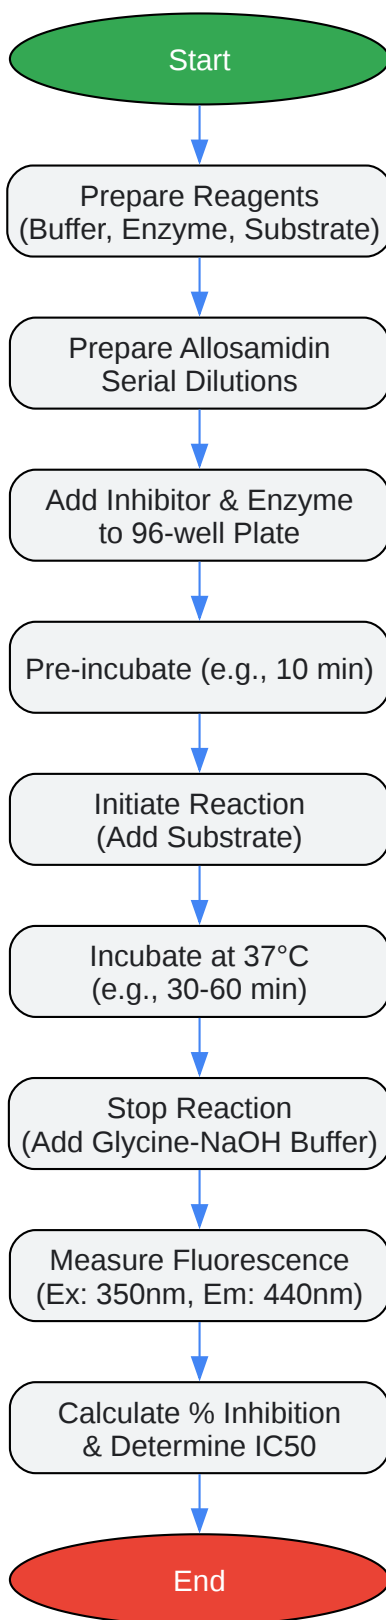 Start
Prepare Reagents
(Buffer, Enzyme, Substrate)
Prepare Allosamidin
Serial Dilutions
Add Inhibitor & Enzyme
to 96-well Plate
Pre-incubate (e.g., 10 min)
Initiate Reaction
(Add Substrate)
Incubate at 37°C
(e.g., 30-60 min)
Stop Reaction
(Add Glycine-NaOH Buffer)
Measure Fluorescence
(Ex: 350nm, Em: 440nm)
Calculate % Inhibition
& Determine IC50
End